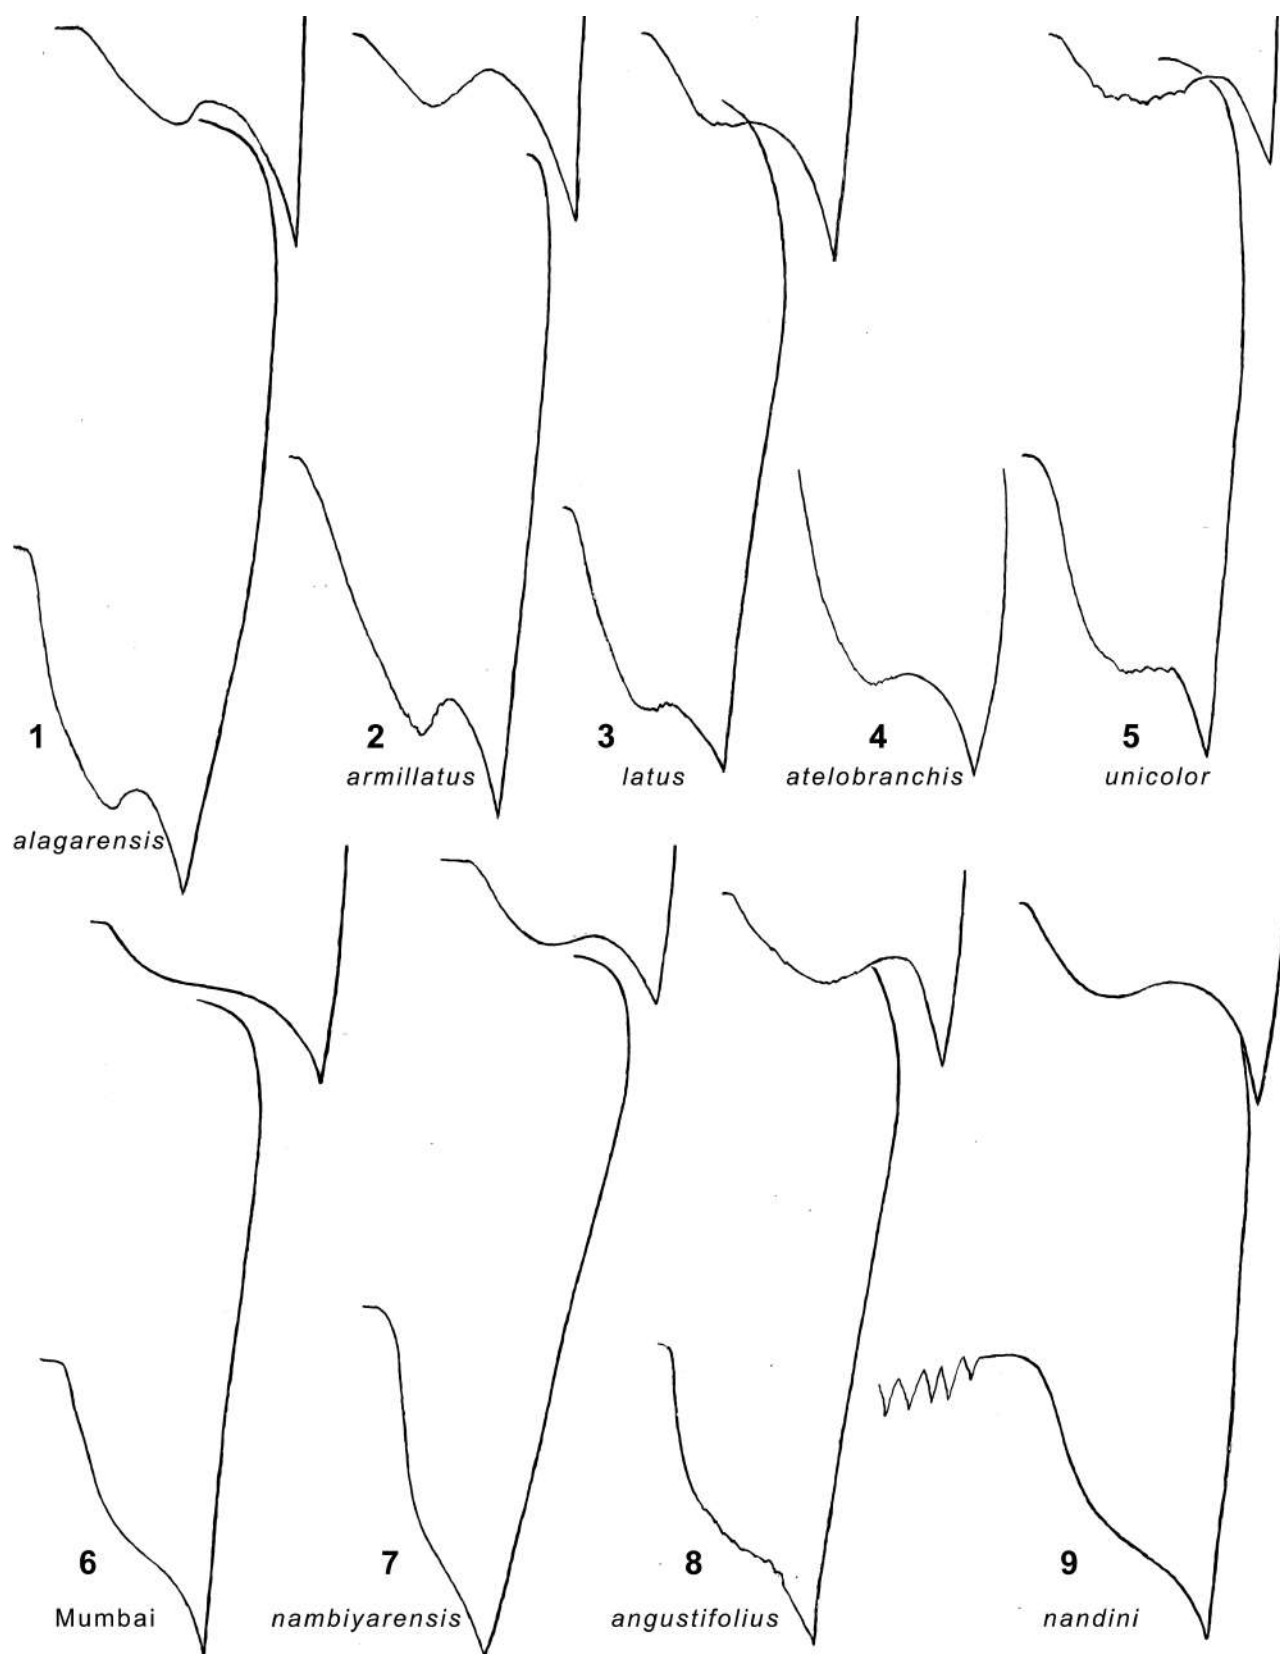 1
alagarensis
2
armillatus
3
latus
4
atelobranchis
5
unicolor
6
Mumbai
7
nambiyarensis
8
angustifolius
9
nandini